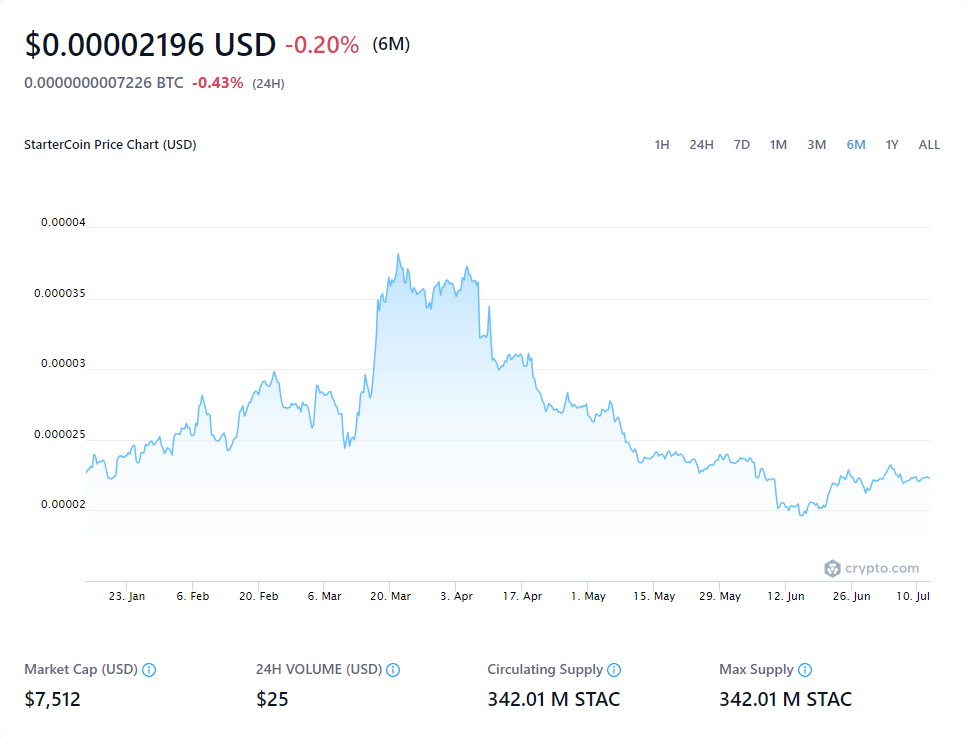 $0.00002196 USD -0.20% (6M)
0.0000000007226 BTC -0.43% (24H)
StarterCoin Price Chart (USD) 1H 24H 7D 1M 3M 6M 1Y ALL
0.00004
0.000035
0.00003
0.000025
0.00002
crypto.com
23. Jan 6. Feb 20. Feb 6. Mar 20. Mar 3. Apr 17. Apr 1. May 15. May 29. May 12. Jun 26. Jun 10. Jul
Market Cap (USD) 24H VOLUME (USD) Circulating Supply Max Supply
$7,512 $25 342.01 M STAC 342.01 M STAC